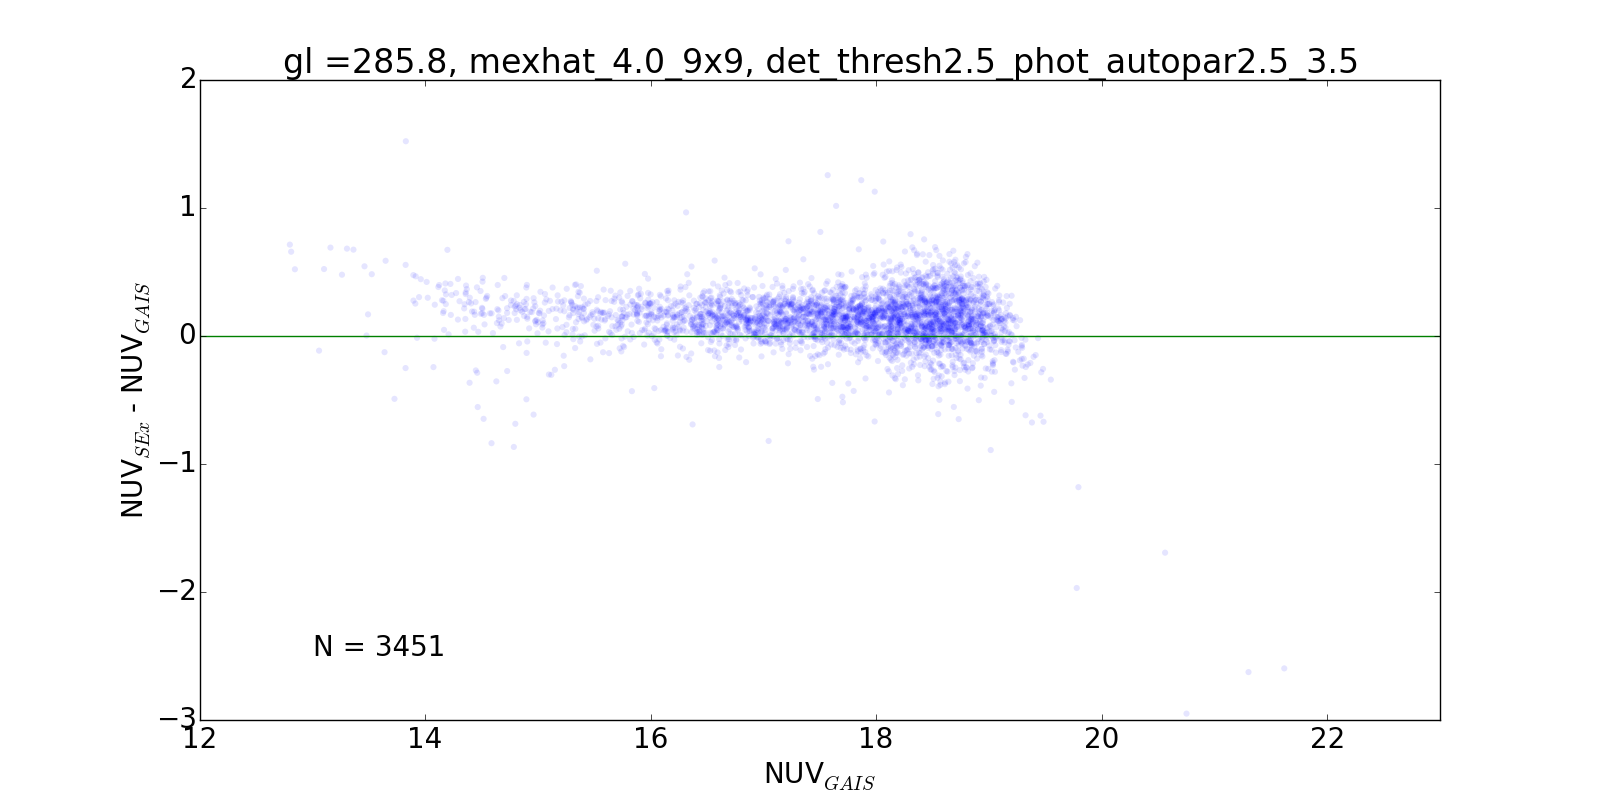 gl =285.8, mexhat_4.0_9x9, det_thresh2.5_phot_autopar2.5_3.5
2
1
0
−1
−2
−3
NUV_SEx - NUV_GAIS
N = 3451
12 14 16 18 20 22
NUV_GAIS